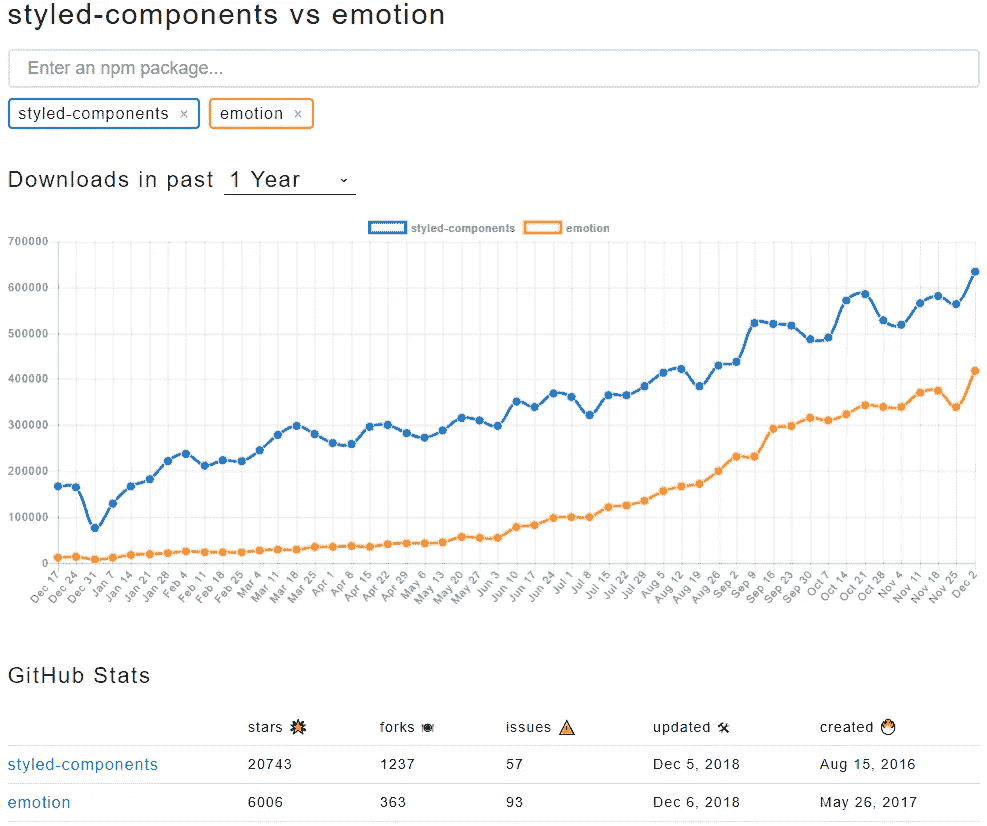 styled-components vs emotion
Enter an npm package...
styled-components × emotion ×
Downloads in past 1 Year
styled-components emotion
700000
600000
500000
400000
300000
200000
100000
0
Dec 17 Dec 24 Dec 31 Jan 7 Jan 14 Jan 21 Jan 28 Feb 4 Feb 11 Feb 18 Feb 25 Mar 4 Mar 11 Mar 18 Mar 25 Apr 1 Apr 8 Apr 15 Apr 22 Apr 29 May 6 May 13 May 20 May 27 Jun 3 Jun 10 Jun 17 Jun 24 Jul 1 Jul 8 Jul 15 Jul 22 Jul 29 Aug 5 Aug 12 Aug 19 Aug 26 Sep 2 Sep 9 Sep 16 Sep 23 Sep 30 Oct 7 Oct 14 Oct 21 Oct 28 Nov 4 Nov 11 Nov 18 Nov 25 Dec 2
GitHub Stats
stars forks issues updated created
styled-components 20743 1237 57 Dec 5, 2018 Aug 15, 2016
emotion 6006 363 93 Dec 6, 2018 May 26, 2017